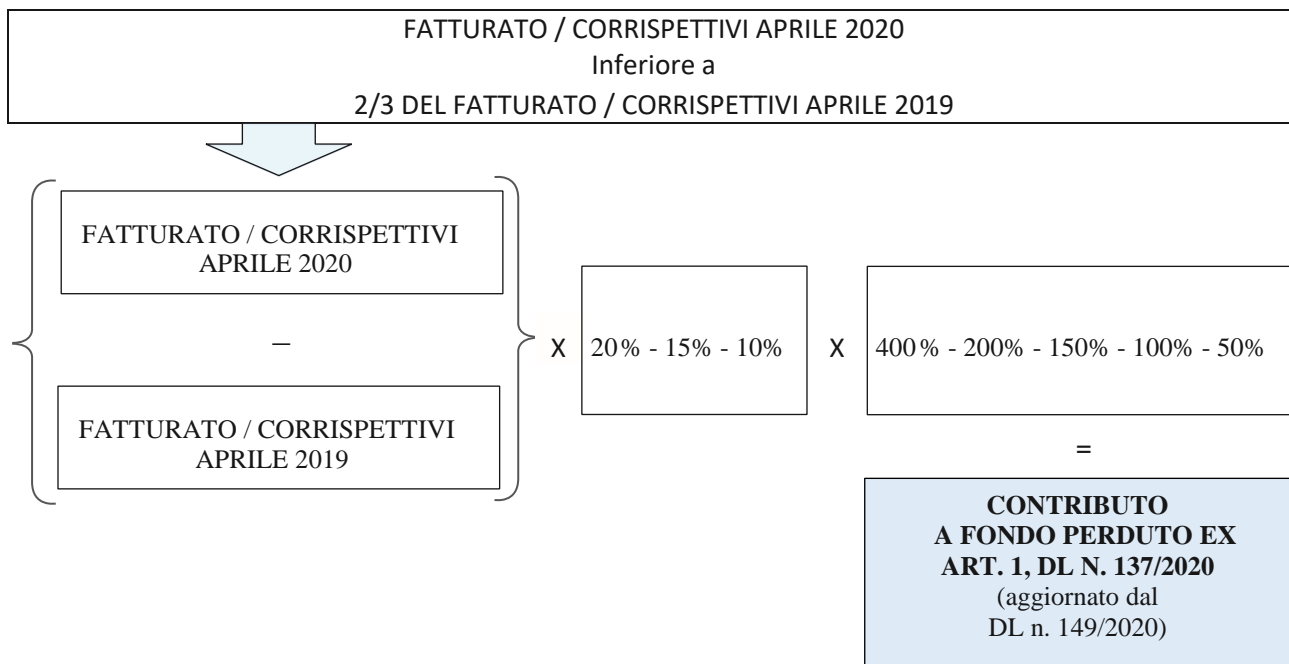 FATTURATO / CORRISPETTIVI APRILE 2020
Inferiore a
2/3 DEL FATTURATO / CORRISPETTIVI APRILE 2019
FATTURATO / CORRISPETTIVI
APRILE 2020
–
FATTURATO / CORRISPETTIVI
APRILE 2019
X
20% - 15% - 10%
X
400% - 200% - 150% - 100% - 50%
=
CONTRIBUTO
A FONDO PERDUTO EX
ART. 1, DL N. 137/2020
(aggiornato dal
DL n. 149/2020)